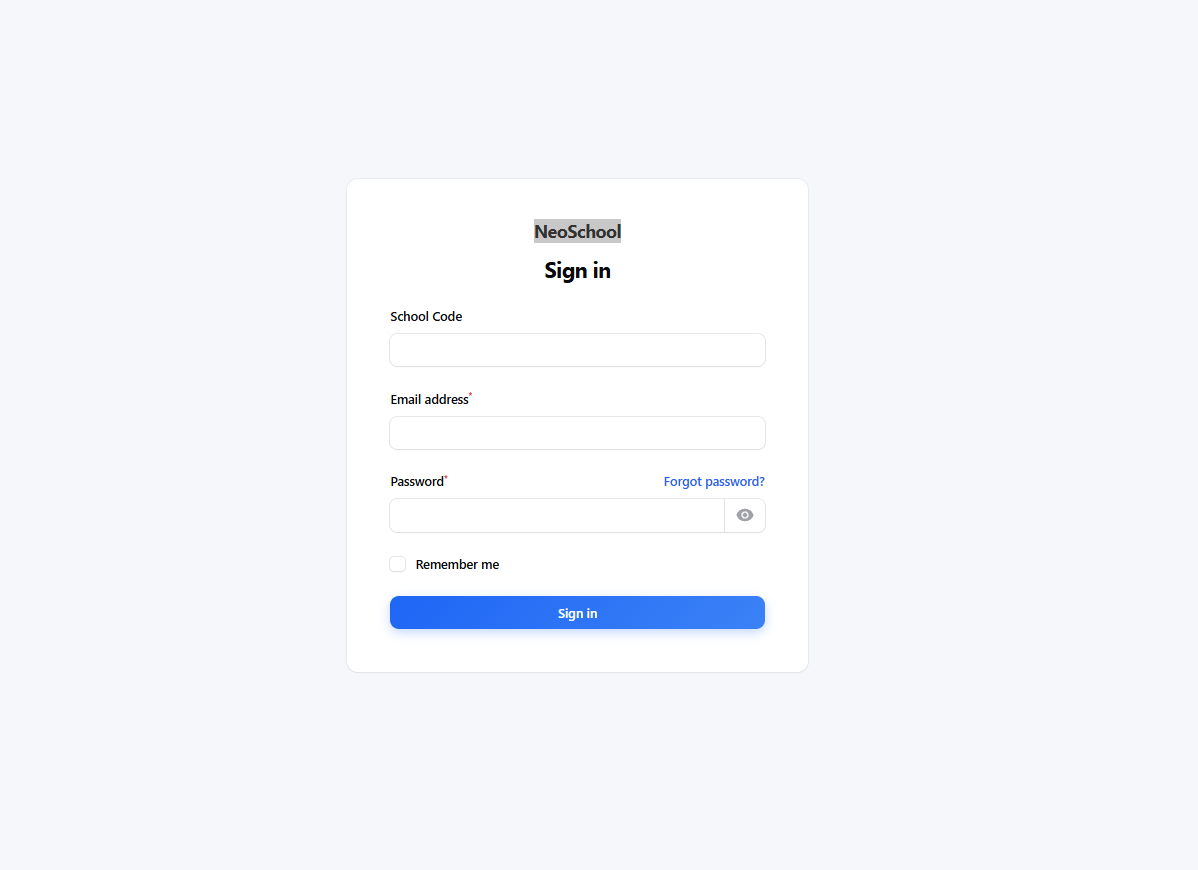 NeoSchool
Sign in
School Code
Email address*
Password* Forgot password?
Remember me
Sign in